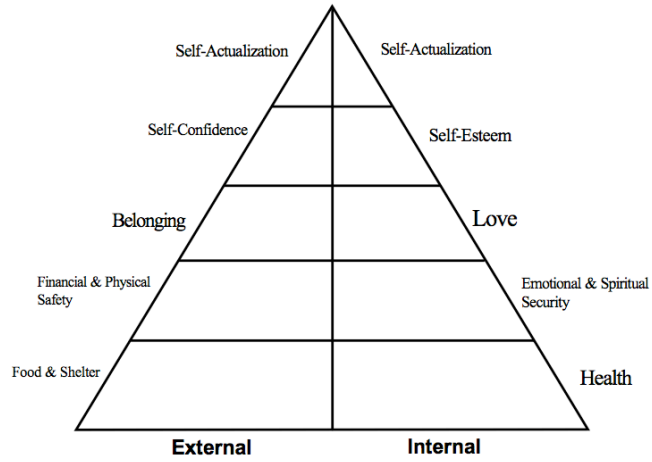 Self-Actualization
Self-Actualization
Self-Confidence
Self-Esteem
Belonging
Love
Financial & Physical
Safety
Emotional & Spiritual
Security
Food & Shelter
Health
External
Internal